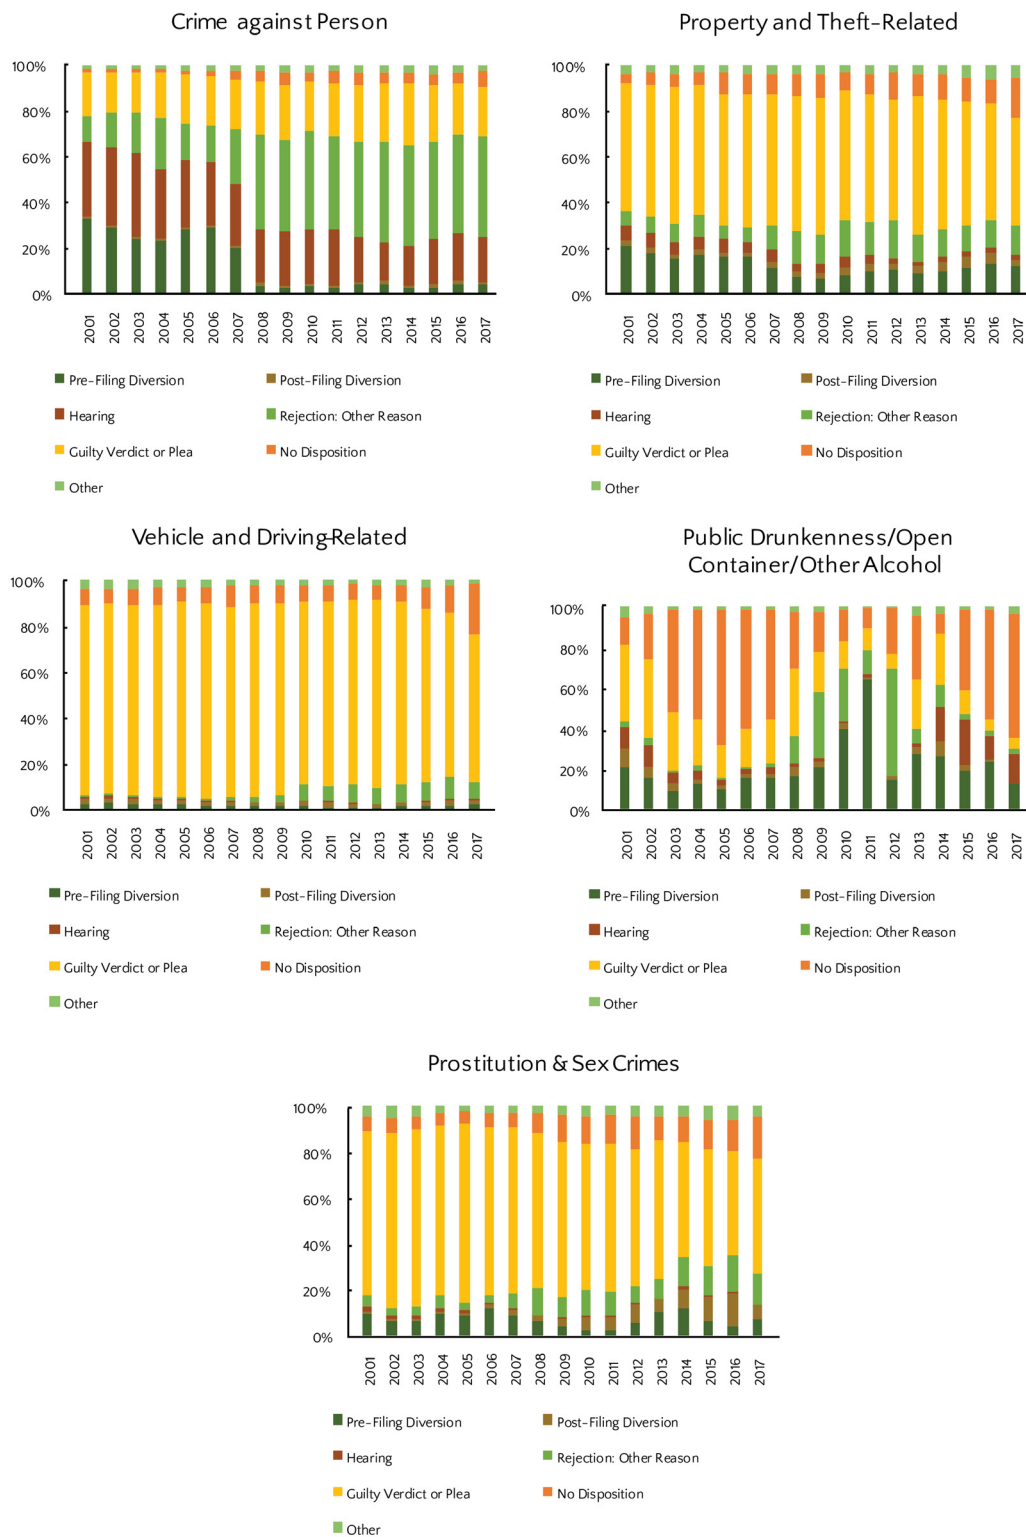 Crime against Person
100%
80%
60%
40%
20%
0%
2001 2002 2003 2004 2005 2006 2007 2008 2009 2010 2011 2012 2013 2014 2015 2016 2017
Pre-Filing Diversion Post-Filing Diversion
Hearing Rejection: Other Reason
Guilty Verdict or Plea No Disposition
Other
Property and Theft-Related
100%
80%
60%
40%
20%
0%
2001 2002 2003 2004 2005 2006 2007 2008 2009 2010 2011 2012 2013 2014 2015 2016 2017
Pre-Filing Diversion Post-Filing Diversion
Hearing Rejection: Other Reason
Guilty Verdict or Plea No Disposition
Other
Vehicle and Driving-Related
100%
80%
60%
40%
20%
0%
2001 2002 2003 2004 2005 2006 2007 2008 2009 2010 2011 2012 2013 2014 2015 2016 2017
Pre-Filing Diversion Post-Filing Diversion
Hearing Rejection: Other Reason
Guilty Verdict or Plea No Disposition
Other
Public Drunkenness/Open
Container/Other Alcohol
100%
80%
60%
40%
20%
0%
2001 2002 2003 2004 2005 2006 2007 2008 2009 2010 2011 2012 2013 2014 2015 2016 2017
Pre-Filing Diversion Post-Filing Diversion
Hearing Rejection: Other Reason
Guilty Verdict or Plea No Disposition
Other
Prostitution & Sex Crimes
100%
80%
60%
40%
20%
0%
2001 2002 2003 2004 2005 2006 2007 2008 2009 2010 2011 2012 2013 2014 2015 2016 2017
Pre-Filing Diversion Post-Filing Diversion
Hearing Rejection: Other Reason
Guilty Verdict or Plea No Disposition
Other